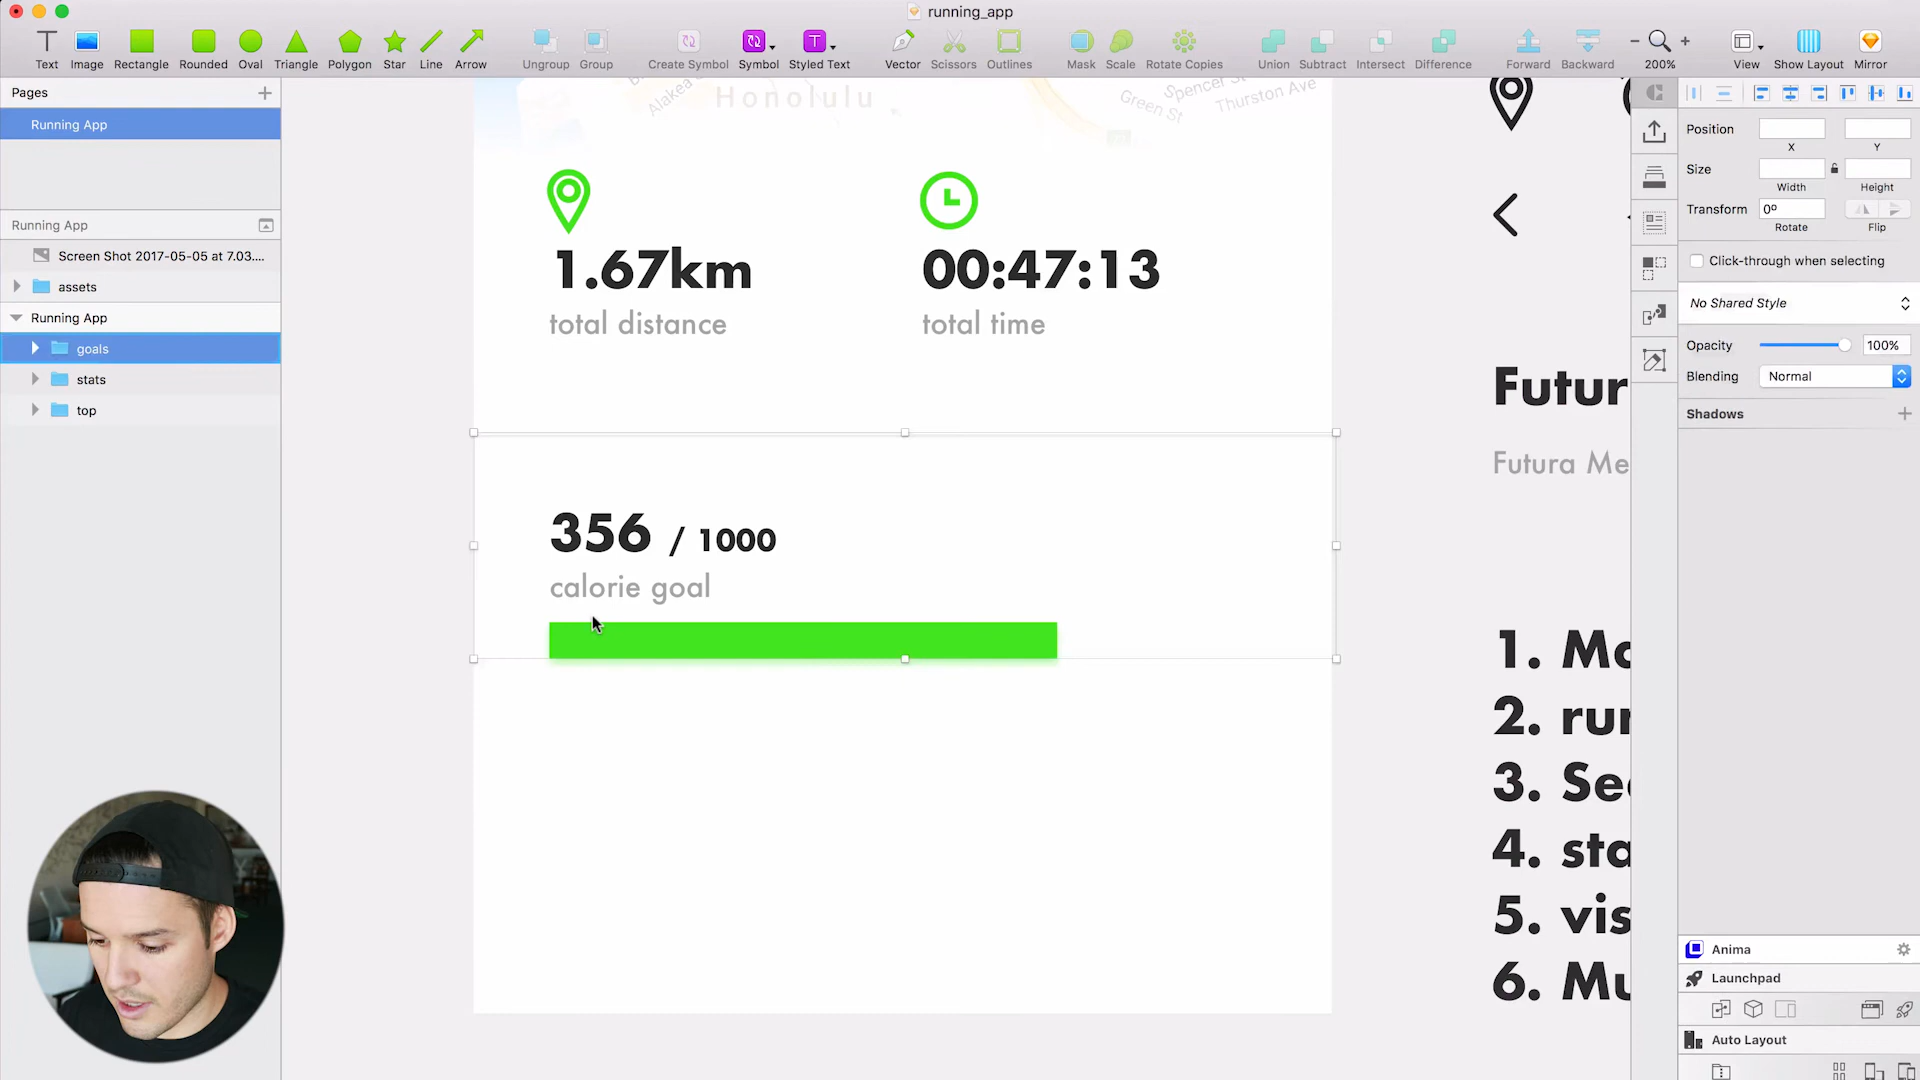 running_app
Text Image Rectangle Rounded Oval Triangle Polygon Star Line Arrow Ungroup Group Create Symbol Symbol Styled Text Vector Scissors Outlines Mask Scale Rotate Copies Union Subtract Intersect Difference Forward Backward 200% View Show Layout Mirror
Pages
Running App
Running App
Screen Shot 2017-05-05 at 7.03....
assets
Running App
goals
stats
top
Alakea
Honolulu
Green St
Spencer S
Thurston Ave
1.67km
total distance
00:47:13
total time
356 / 1000
calorie goal
Futur
Futura Me
1. Mo
2. run
3. Sec
4. sta
5. vis
6. Mu
Position
X Y
Size
Width Height
Transform 0º
Rotate Flip
Click-through when selecting
No Shared Style
Opacity 100%
Blending Normal
Shadows
Anima
Launchpad
Auto Layout